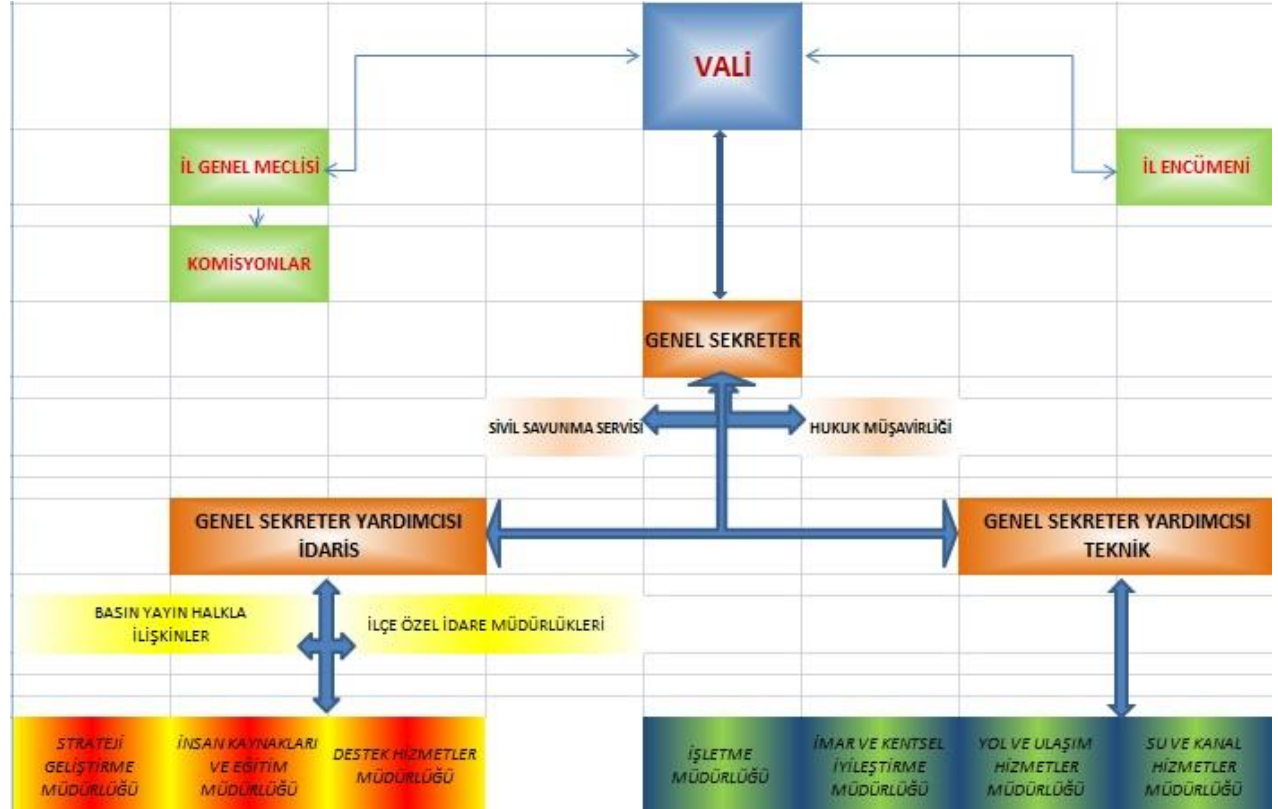 VALİ
İL GENEL MECLİSİ
İL ENCÜMENİ
KOMİSYONLAR
GENEL SEKRETER
SİVİL SAVUNMA SERVİSİ
HUKUK MÜŞAVİRLİĞİ
GENEL SEKRETER YARDIMCISI
İDARİS
GENEL SEKRETER YARDIMCISI
TEKNİK
BASIN YAYIN HALKLA
İLİŞKİNLER
İLÇE ÖZEL İDARE MÜDÜRLÜKLERİ
STRATEJİ
GELİŞTİRME
MÜDÜRLÜĞÜ
İNSAN KAYNAKLARI
VE EĞİTİM
MÜDÜRLÜĞÜ
DESTEK HİZMETLER
MÜDÜRLÜĞÜ
İŞLETME
MÜDÜRLÜĞÜ
İMAR VE KENTSEL
İYİLEŞTİRME
MÜDÜRLÜĞÜ
YOL VE ULAŞIM
HİZMETLER
MÜDÜRLÜĞÜ
SU VE KANAL
HİZMETLER
MÜDÜRLÜĞÜ